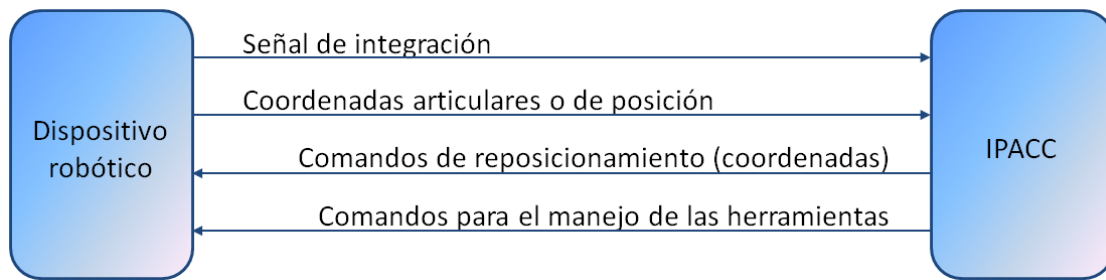 Señal de integración
Coordenadas articulares o de posición
Dispositivo
robótico
Comandos de reposicionamiento (coordenadas)
Comandos para el manejo de las herramientas
IPACC